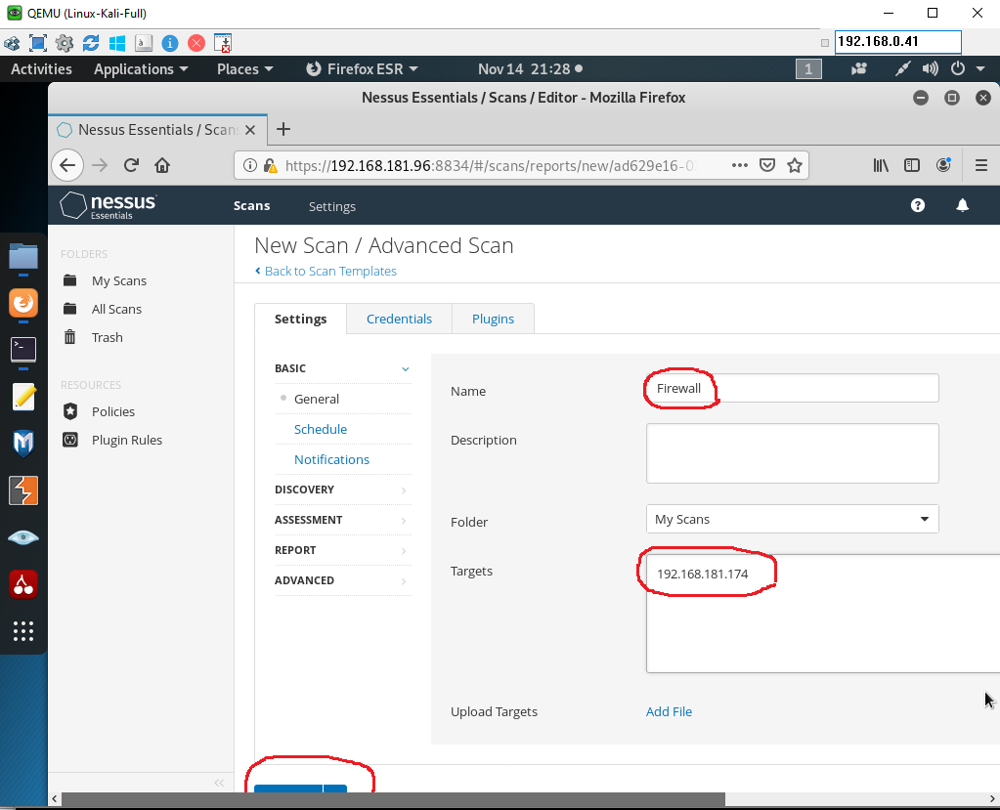 QEMU (Linux-Kali-Full)
192.168.0.41
Activities Applications Places Firefox ESR Nov 14 21:28 1
Nessus Essentials / Scans / Editor - Mozilla Firefox
Nessus Essentials / Scan
https://192.168.181.96:8834/#/scans/reports/new/ad629e16-0
nessus Essentials Scans Settings
FOLDERS
My Scans
All Scans
Trash
RESOURCES
Policies
Plugin Rules
New Scan / Advanced Scan
Back to Scan Templates
Settings Credentials Plugins
BASIC
General
Schedule
Notifications
DISCOVERY
ASSESSMENT
REPORT
ADVANCED
Name Firewall
Description
Folder My Scans
Targets 192.168.181.174
Upload Targets Add File